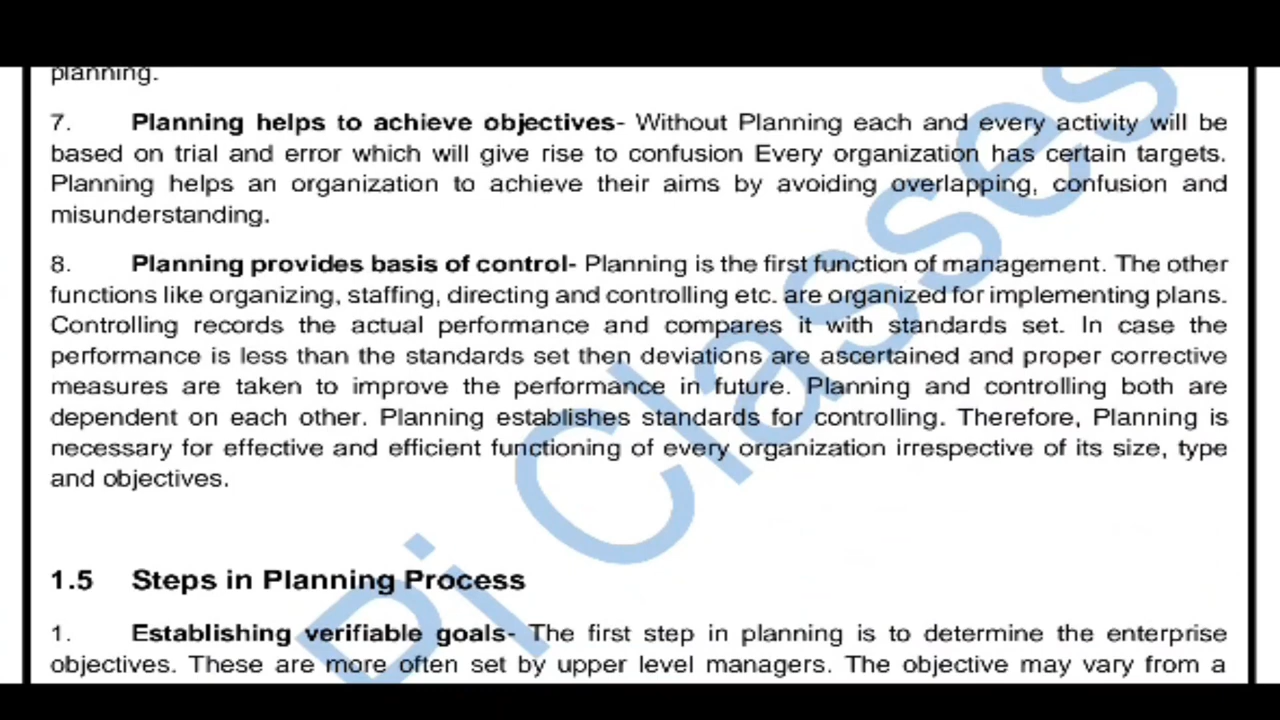 planning.
7. Planning helps to achieve objectives- Without Planning each and every activity will be
based on trial and error which will give rise to confusion Every organization has certain targets.
Planning helps an organization to achieve their aims by avoiding overlapping, confusion and
misunderstanding.
8. Planning provides basis of control- Planning is the first function of management. The other
functions like organizing, staffing, directing and controlling etc. are organized for implementing plans.
Controlling records the actual performance and compares it with standards set. In case the
performance is less than the standards set then deviations are ascertained and proper corrective
measures are taken to improve the performance in future. Planning and controlling both are
dependent on each other. Planning establishes standards for controlling. Therefore, Planning is
necessary for effective and efficient functioning of every organization irrespective of its size, type
and objectives.
1.5 Steps in Planning Process
1. Establishing verifiable goals- The first step in planning is to determine the enterprise
objectives. These are more often set by upper level managers. The objective may vary from a
Pi Classes